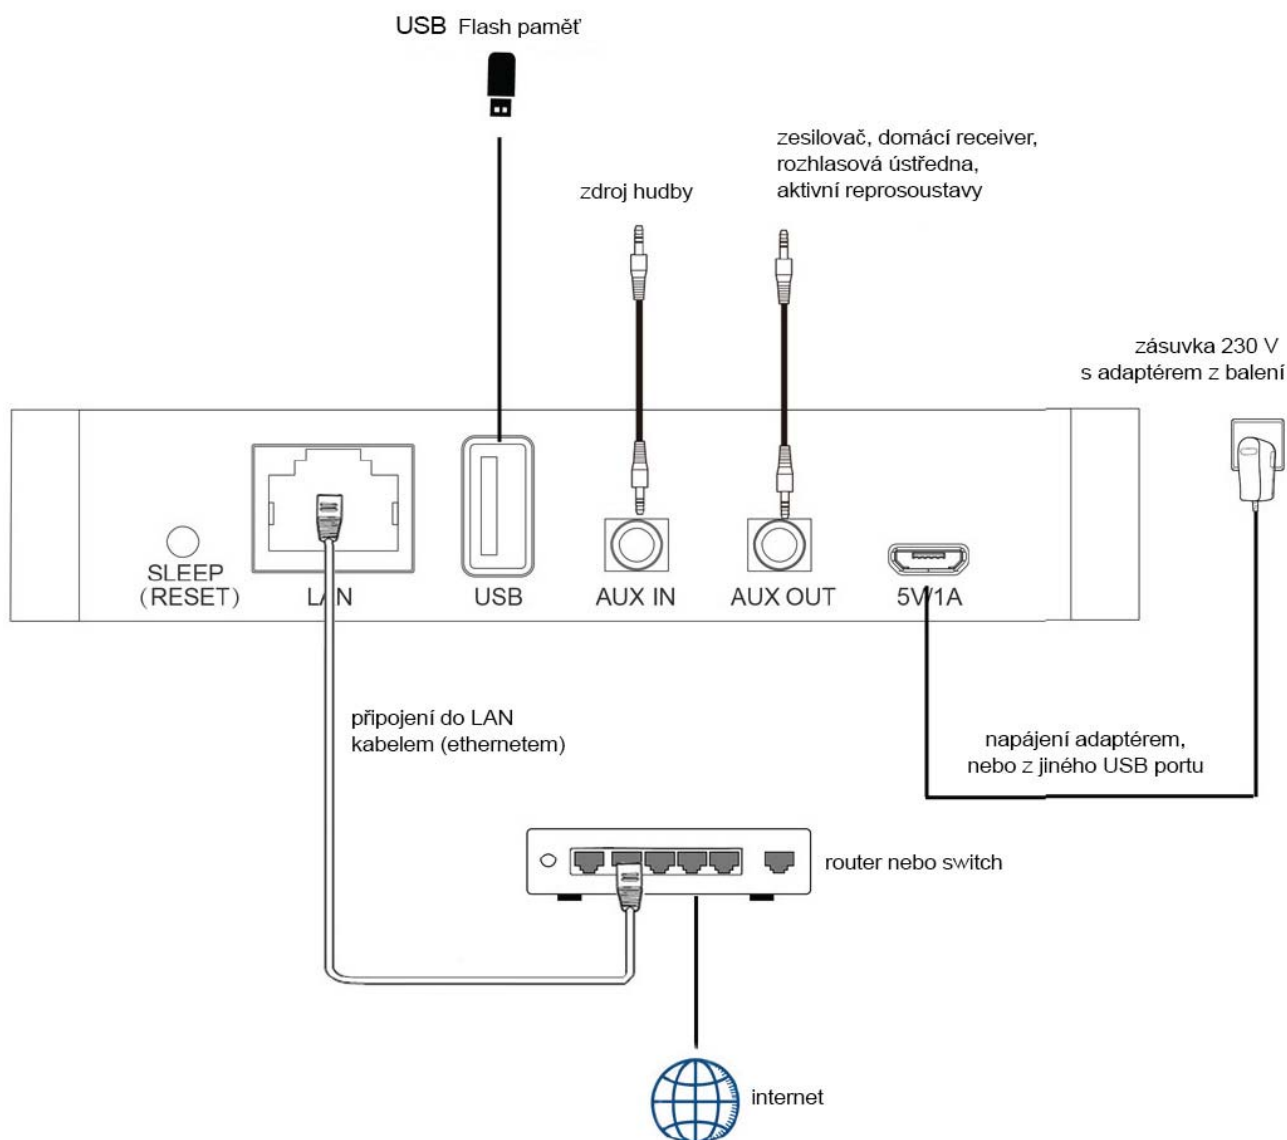 USB Flash paměť
zesilovač, domácí receiver,
rozhlasová ústředna,
aktivní reprosoustavy
zdroj hudby
zásuvka 230 V
s adaptérem z balení
SLEEP
(RESET)
LAN
USB
AUX IN
AUX OUT
5V/1A
připojení do LAN
kabelem (ethernetem)
napájení adaptérem,
nebo z jiného USB portu
router nebo switch
internet